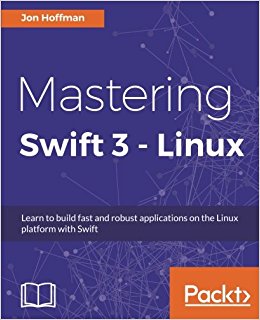 Jon Hoffman
Mastering
Swift 3 - Linux
Learn to build fast and robust applications on the Linux
platform with Swift
Packt>